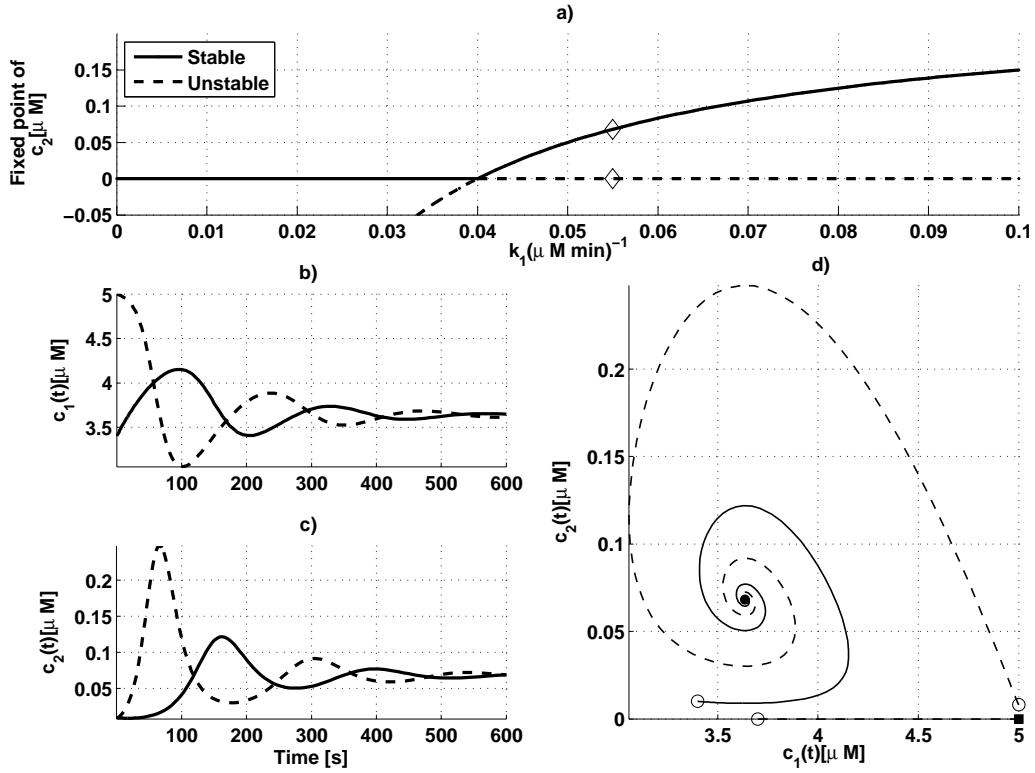 a)
Fixed point of
c2[μ M]
Stable
Unstable
0.15
0.1
0.05
0
−0.05
0 0.01 0.02 0.03 0.04 0.05 0.06 0.07 0.08 0.09 0.1
k1(μ M min)−1
b)
c1(t)[μ M]
5
4.5
4
3.5
100 200 300 400 500 600
c)
c2(t)[μ M]
0.2
0.15
0.1
0.05
100 200 300 400 500 600
Time [s]
d)
c2(t)[μ M]
0.2
0.15
0.1
0.05
0
3.5 4 4.5 5
c1(t)[μ M]